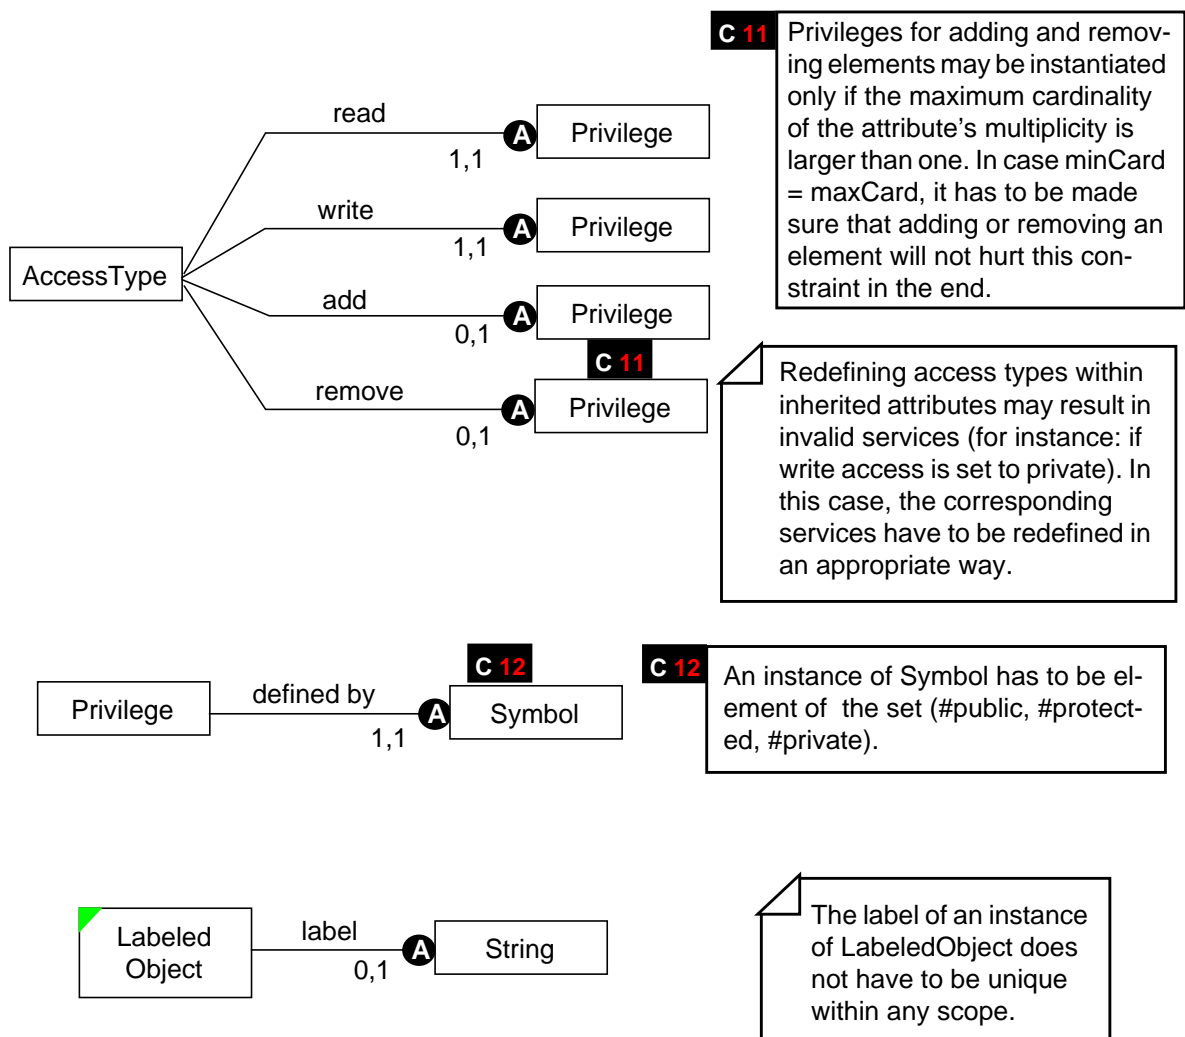 C 11
Privileges for adding and remov-
ing elements may be instantiated
only if the maximum cardinality
of the attribute's multiplicity is
larger than one. In case minCard
= maxCard, it has to be made
sure that adding or removing an
element will not hurt this con-
straint in the end.
read
A
Privilege
1,1
write
A
Privilege
1,1
AccessType
add
A
Privilege
0,1
C 11
remove
A
Privilege
0,1
Redefining access types within
inherited attributes may result in
invalid services (for instance: if
write access is set to private). In
this case, the corresponding
services have to be redefined in
an appropriate way.
C 12
Privilege
defined by
A
Symbol
1,1
C 12
An instance of Symbol has to be el-
ement of the set (#public, #protect-
ed, #private).
Labeled
Object
label
A
String
0,1
The label of an instance
of LabeledObject does
not have to be unique
within any scope.